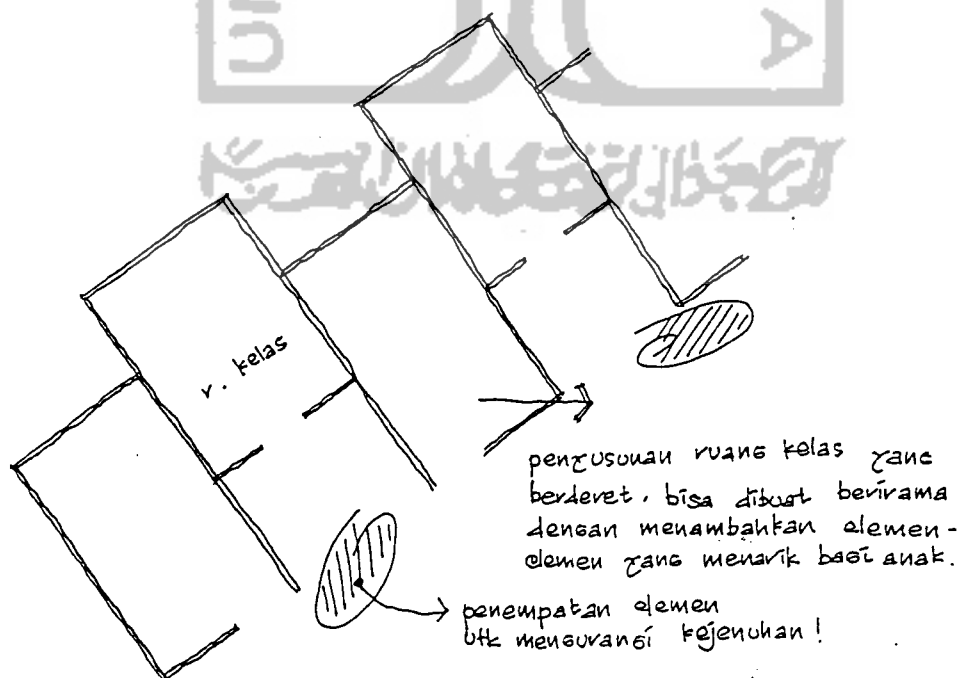 r. kelas
penyusunan ruang kelas yang
berderet. bisa dibuat berirama
dengan menambahkan elemen-
elemen yang menarik bagi anak.
penempatan elemen
utk mengurangi kejenuhan!